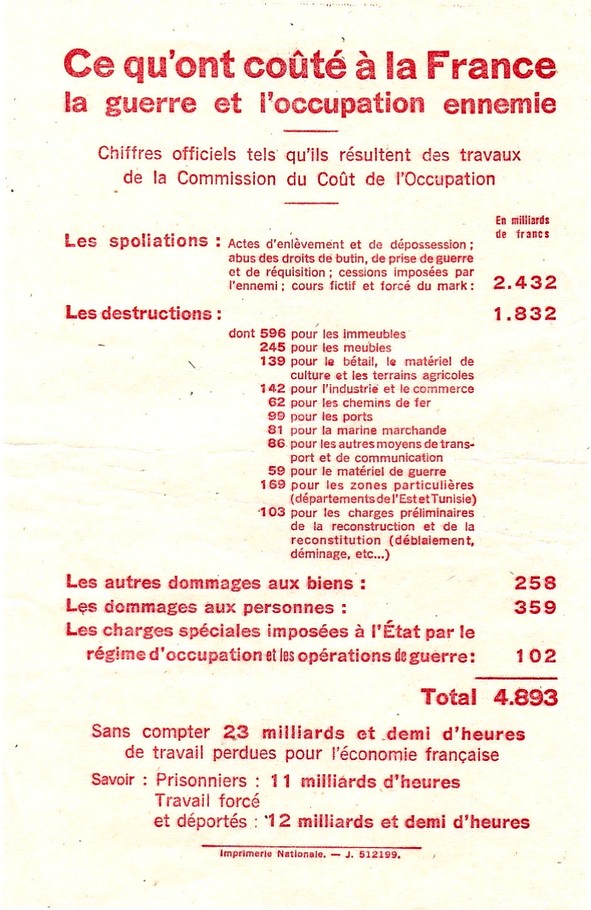 Ce qu'ont coûté à la France
la guerre et l'occupation ennemie
Chiffres officiels tels qu'ils résultent des travaux
de la Commission du Coût de l'Occupation
En milliards
de francs
Les spoliations : Actes d'enlèvement et de dépossession ;
abus des droits de butin, de prise de guerre
et de réquisition ; cessions imposées par
l'ennemi ; cours fictif et forcé du mark : 2.432
Les destructions : 1.832
dont 596 pour les immeubles
245 pour les meubles
139 pour le bétail, le matériel de
culture et les terrains agricoles
142 pour l'industrie et le commerce
62 pour les chemins de fer
99 pour les ports
81 pour la marine marchande
86 pour les autres moyens de trans-
port et de communication
59 pour le matériel de guerre
169 pour les zones particulières
(départements de l'Est et Tunisie)
103 pour les charges préliminaires
de la reconstruction et de la
reconstitution (déblaiement,
déminage, etc...)
Les autres dommages aux biens : 258
Les dommages aux personnes : 359
Les charges spéciales imposées à l'État par le
régime d'occupation et les opérations de guerre : 102
Total 4.893
Sans compter 23 milliards et demi d'heures
de travail perdues pour l'économie française
Savoir : Prisonniers : 11 milliards d'heures
Travail forcé
et déportés : 12 milliards et demi d'heures
Imprimerie Nationale. — J. 512199.